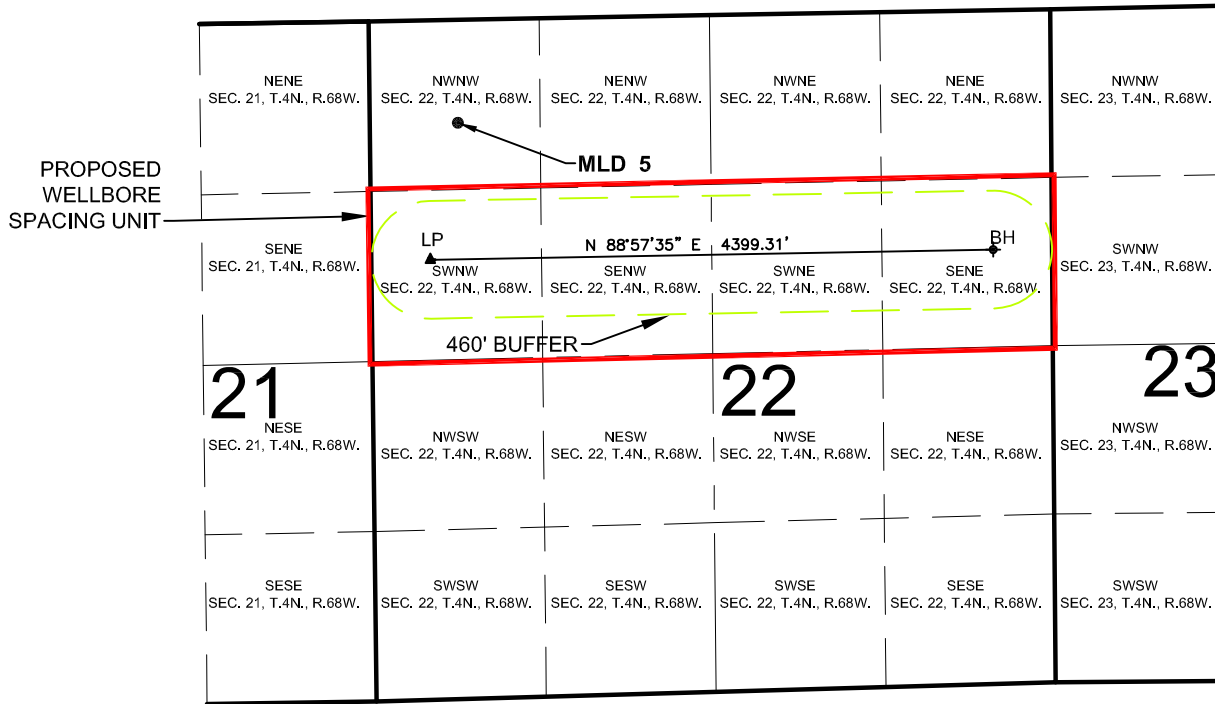 NENE
SEC. 21, T.4N., R.68W.
NWNW
SEC. 22, T.4N., R.68W.
NENW
SEC. 22, T.4N., R.68W.
NWNE
SEC. 22, T.4N., R.68W.
NENE
SEC. 22, T.4N., R.68W.
NWNW
SEC. 23, T.4N., R.68W.
MLD 5
PROPOSED
WELLBORE
SPACING UNIT
LP
N 88°57'35" E 4399.31'
BH
SENE
SEC. 21, T.4N., R.68W.
SWNW
SEC. 22, T.4N., R.68W.
SENW
SEC. 22, T.4N., R.68W.
SWNE
SEC. 22, T.4N., R.68W.
SENE
SEC. 22, T.4N., R.68W.
SWNW
SEC. 23, T.4N., R.68W.
460' BUFFER
21
22
23
NESE
SEC. 21, T.4N., R.68W.
NWSW
SEC. 22, T.4N., R.68W.
NESW
SEC. 22, T.4N., R.68W.
NWSE
SEC. 22, T.4N., R.68W.
NESE
SEC. 22, T.4N., R.68W.
NWSW
SEC. 23, T.4N., R.68W.
SESE
SEC. 21, T.4N., R.68W.
SWSW
SEC. 22, T.4N., R.68W.
SESW
SEC. 22, T.4N., R.68W.
SWSE
SEC. 22, T.4N., R.68W.
SESE
SEC. 22, T.4N., R.68W.
SWSW
SEC. 23, T.4N., R.68W.